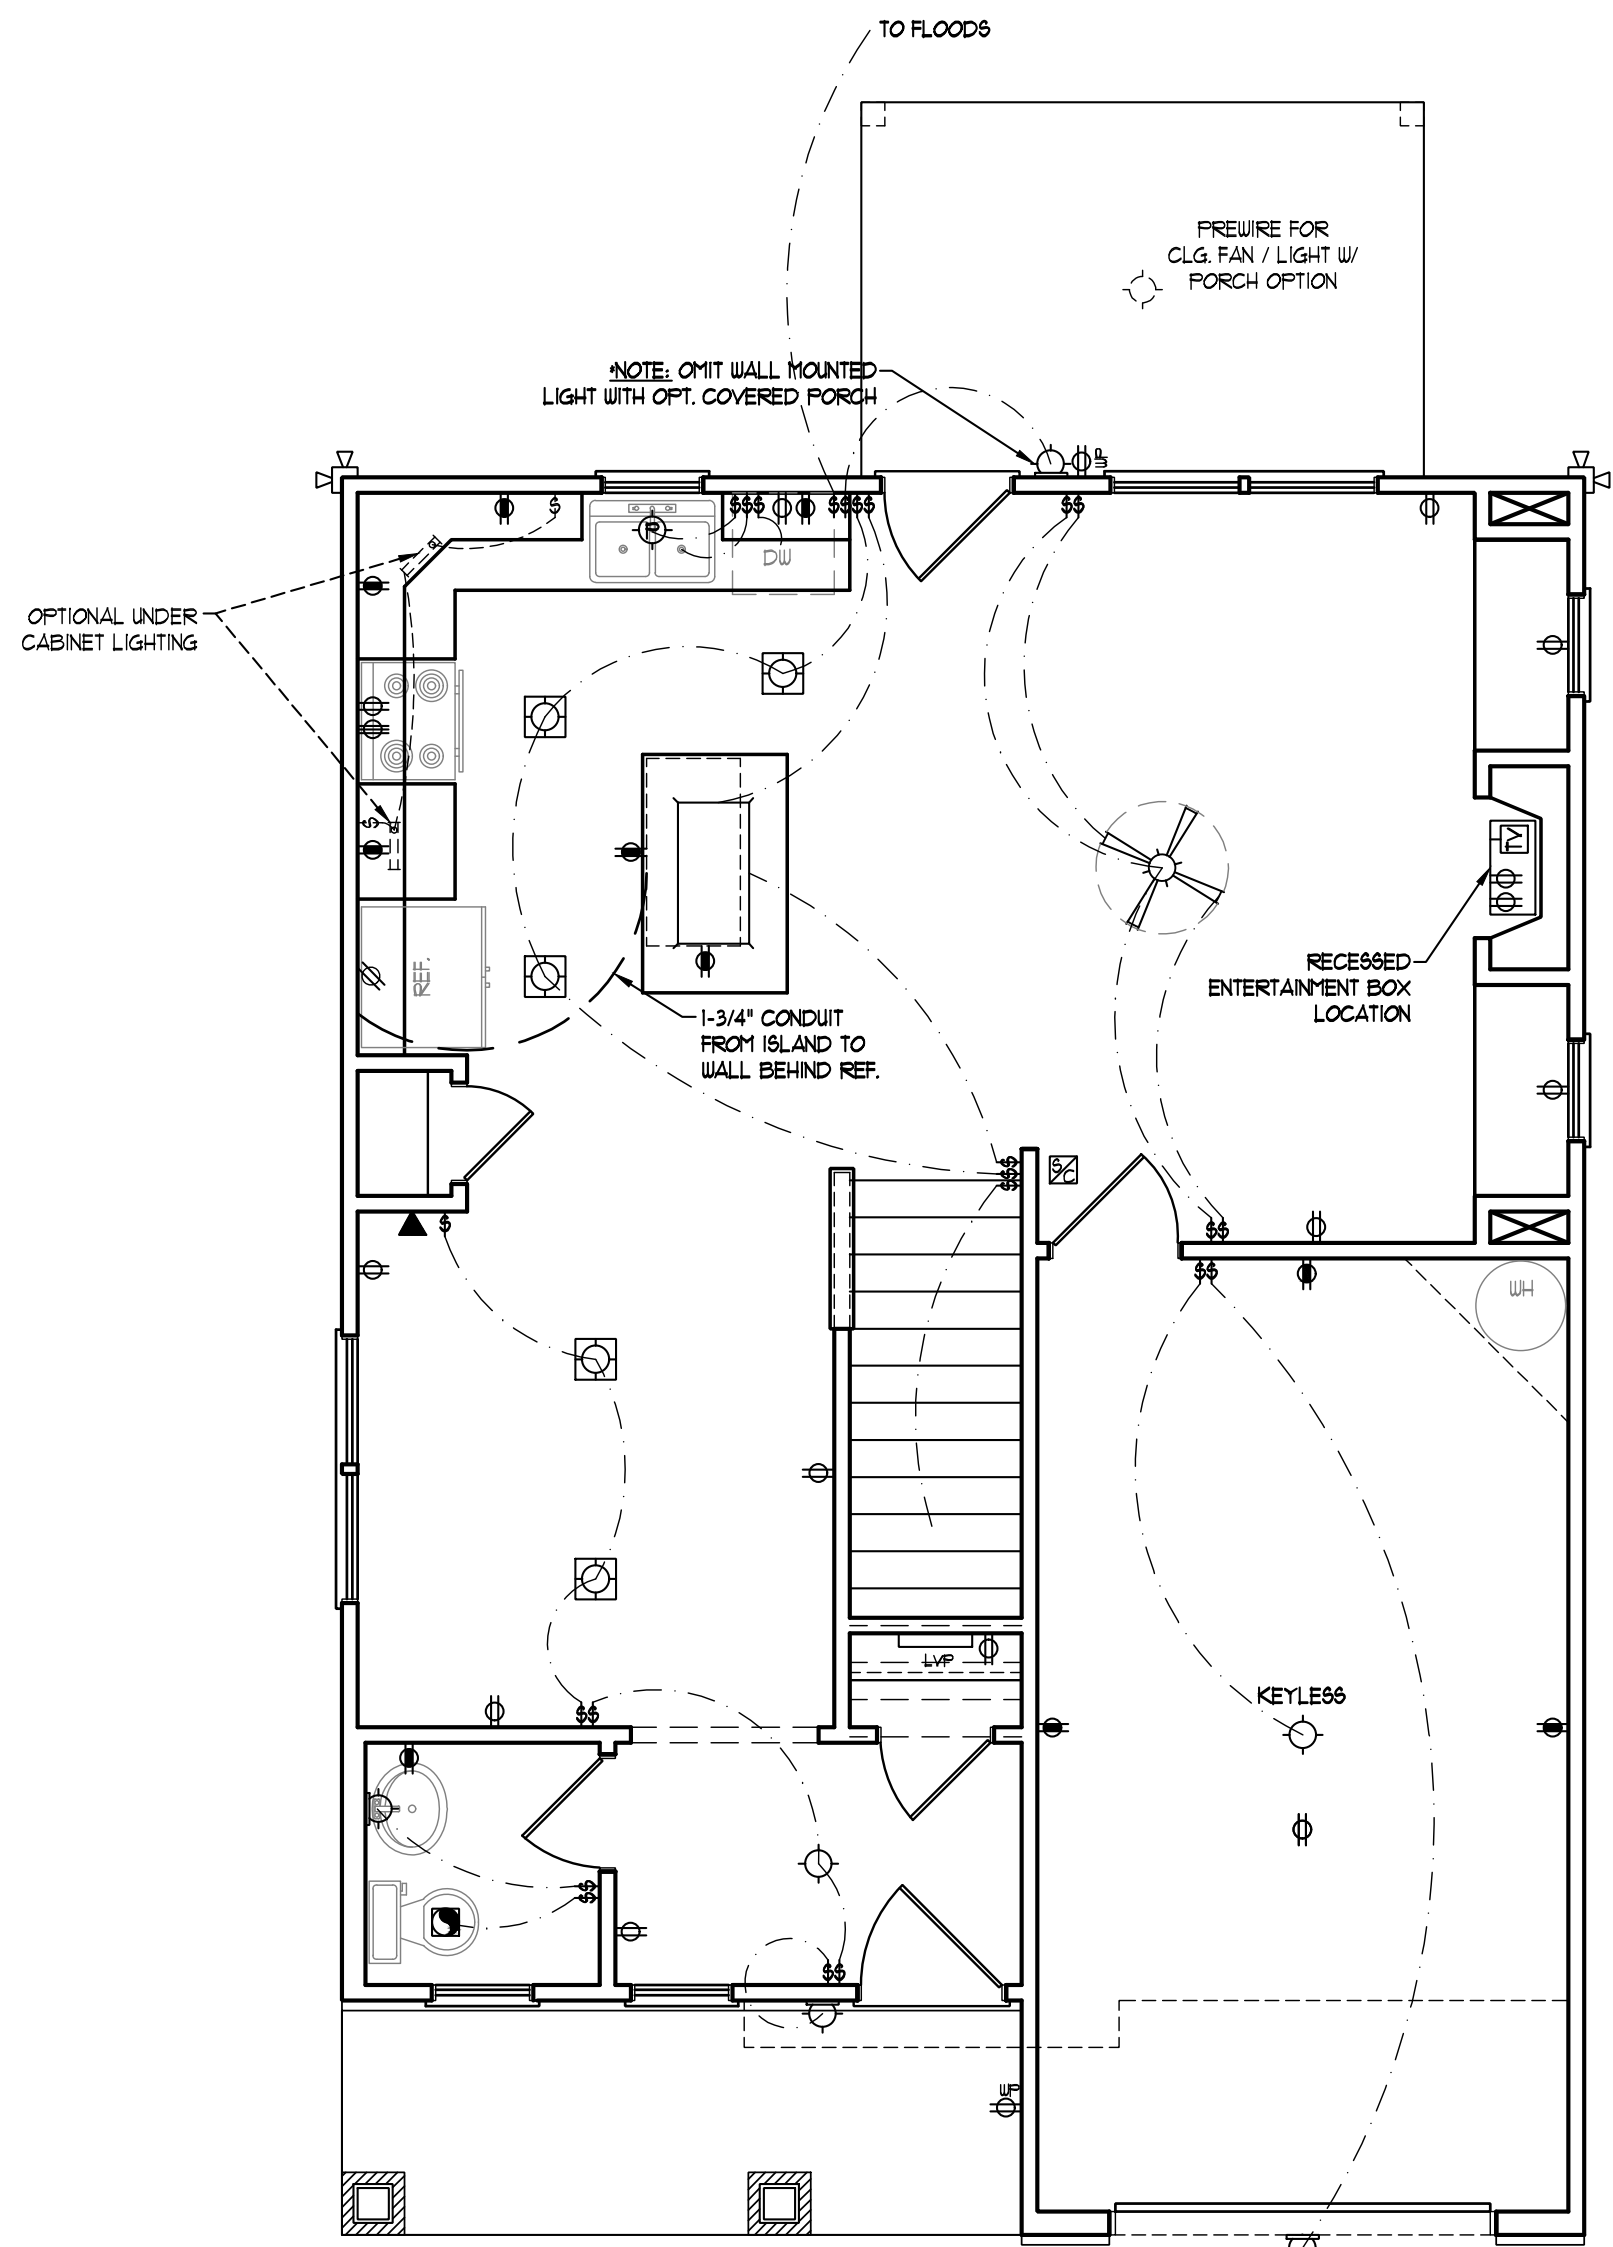 TO FLOODS
PREWIRE FOR
CLG. FAN / LIGHT W/
PORCH OPTION
*NOTE: OMIT WALL MOUNTED
LIGHT WITH OPT. COVERED PORCH
WP
$
$$$
$$$$
$$
P
DW
OPTIONAL UNDER
CABINET LIGHTING
$
TV
REF.
RECESSED
ENTERTAINMENT BOX
LOCATION
1-3/4" CONDUIT
FROM ISLAND TO
WALL BEHIND REF.
$$$
S/C
$
$$
$$
WH
LVP
KEYLESS
$$
$$
$$
WP